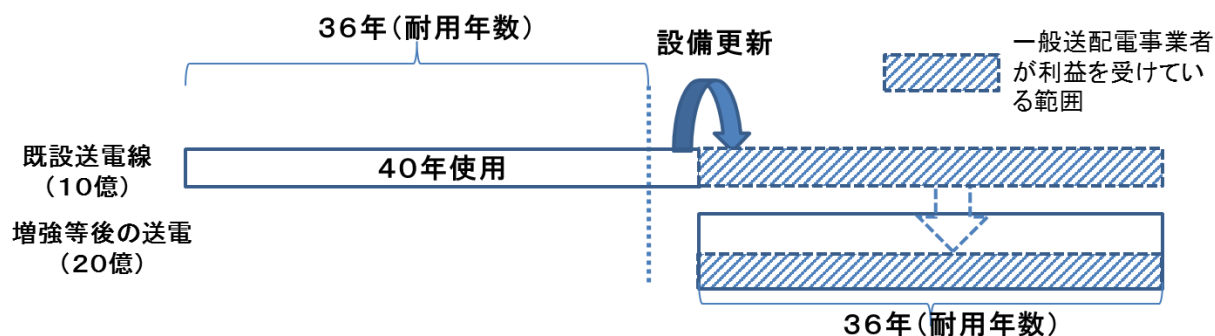 36年(耐用年数)
設備更新
一般送配電事業者
が利益を受けてい
る範囲
既設送電線
(10億)
40年使用
増強等後の送電
(20億)
36年(耐用年数)